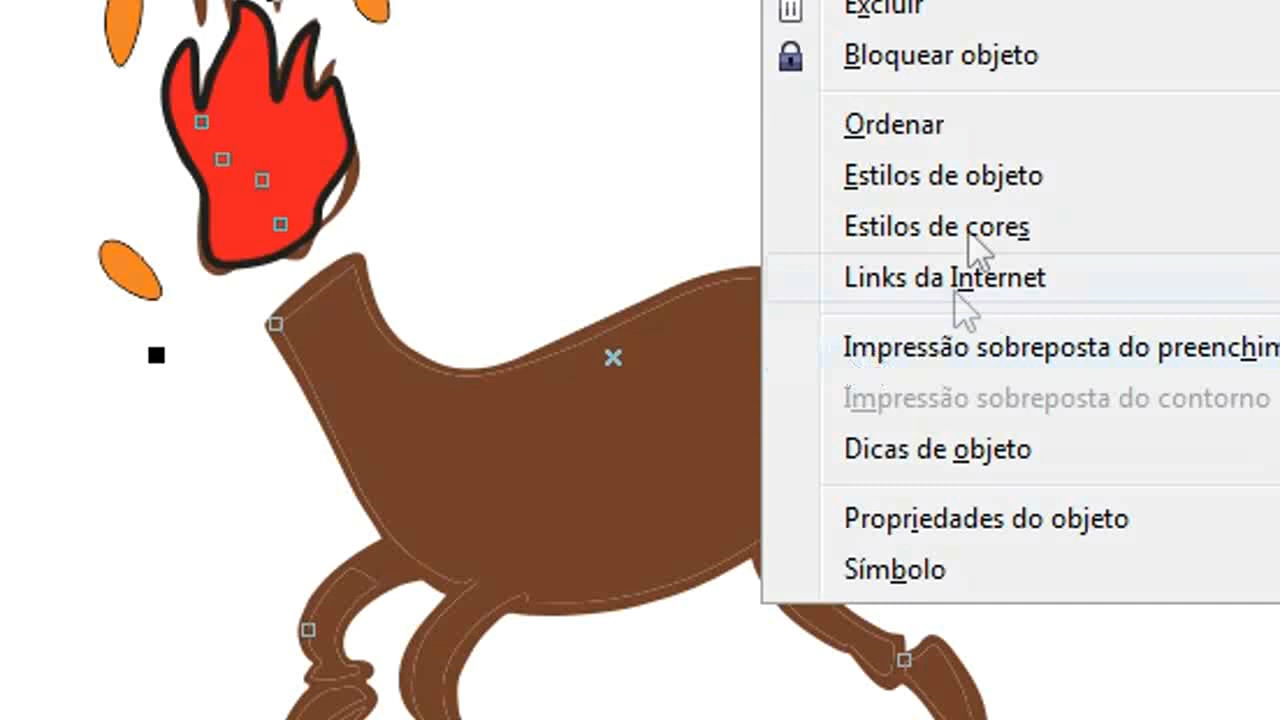 Excluir
Bloquear objeto
Ordenar
Estilos de objeto
Estilos de cores
Links da Internet
Impressão sobreposta do preenchim
Impressão sobreposta do contorno
Dicas de objeto
Propriedades do objeto
Símbolo